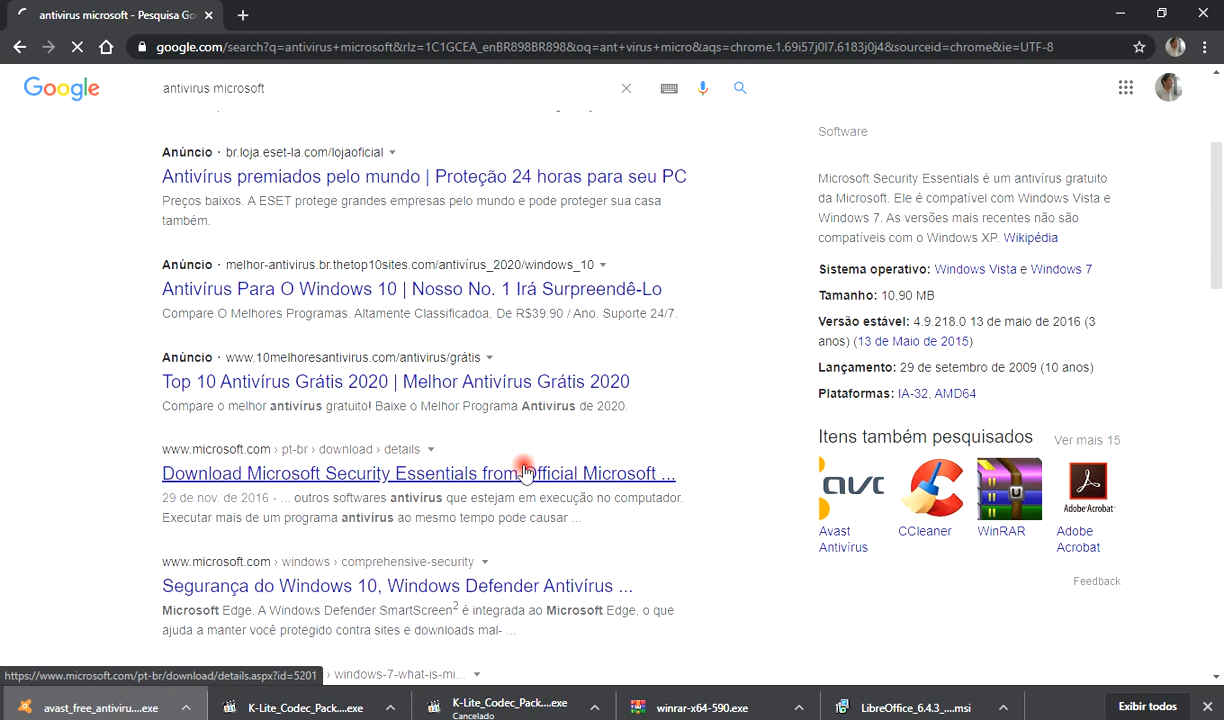 antivirus microsoft - Pesquisa Go
google.com/search?q=antivirus+microsoft&rlz=1C1GCEA_enBR898BR898&oq=ant+virus+micro&aqs=chrome.1.69i57j0l7.6183j0j4&sourceid=chrome&ie=UTF-8
Google
antivirus microsoft
Anúncio · br.loja.eset-la.com/lojaoficial
Antivírus premiados pelo mundo | Proteção 24 horas para seu PC
Preços baixos. A ESET protege grandes empresas pelo mundo e pode proteger sua casa
também.
Anúncio · melhor-antivirus.br.thetop10sites.com/antivírus_2020/windows_10
Antivírus Para O Windows 10 | Nosso No. 1 Irá Surpreendê-Lo
Compare O Melhores Programas. Altamente Classificadoa, De R$39.90 / Ano. Suporte 24/7.
Anúncio · www.10melhoresantivirus.com/antivirus/grátis
Top 10 Antivírus Grátis 2020 | Melhor Antivírus Grátis 2020
Compare o melhor antivírus gratuito! Baixe o Melhor Programa Antivirus de 2020.
www.microsoft.com › pt-br › download › details
Download Microsoft Security Essentials from Official Microsoft ...
29 de nov. de 2016 - ... outros softwares antivírus que estejam em execução no computador.
Executar mais de um programa antivírus ao mesmo tempo pode causar ...
www.microsoft.com › windows › comprehensive-security
Segurança do Windows 10, Windows Defender Antivírus ...
Microsoft Edge. A Windows Defender SmartScreen2 é integrada ao Microsoft Edge, o que
ajuda a manter você protegido contra sites e downloads mal- ...
› windows-7-what-is-mi...
Software
Microsoft Security Essentials é um antivírus gratuito
da Microsoft. Ele é compatível com Windows Vista e
Windows 7. As versões mais recentes não são
compatíveis com o Windows XP. Wikipédia
Sistema operativo: Windows Vista e Windows 7
Tamanho: 10,90 MB
Versão estável: 4.9.218.0 13 de maio de 2016 (3
anos) (13 de Maio de 2015)
Lançamento: 29 de setembro de 2009 (10 anos)
Plataformas: IA-32, AMD64
Itens também pesquisados
Ver mais 15
avc
Adobe Acrobat
Avast
Antivirus
CCleaner
WinRAR
Adobe
Acrobat
Feedback
https://www.microsoft.com/pt-br/download/details.aspx?id=5201
avast_free_antiviru....exe
K-Lite_Codec_Pack....exe
K-Lite_Codec_Pack....exe
Cancelado
winrar-x64-590.exe
LibreOffice_6.4.3_....msi
Exibir todos